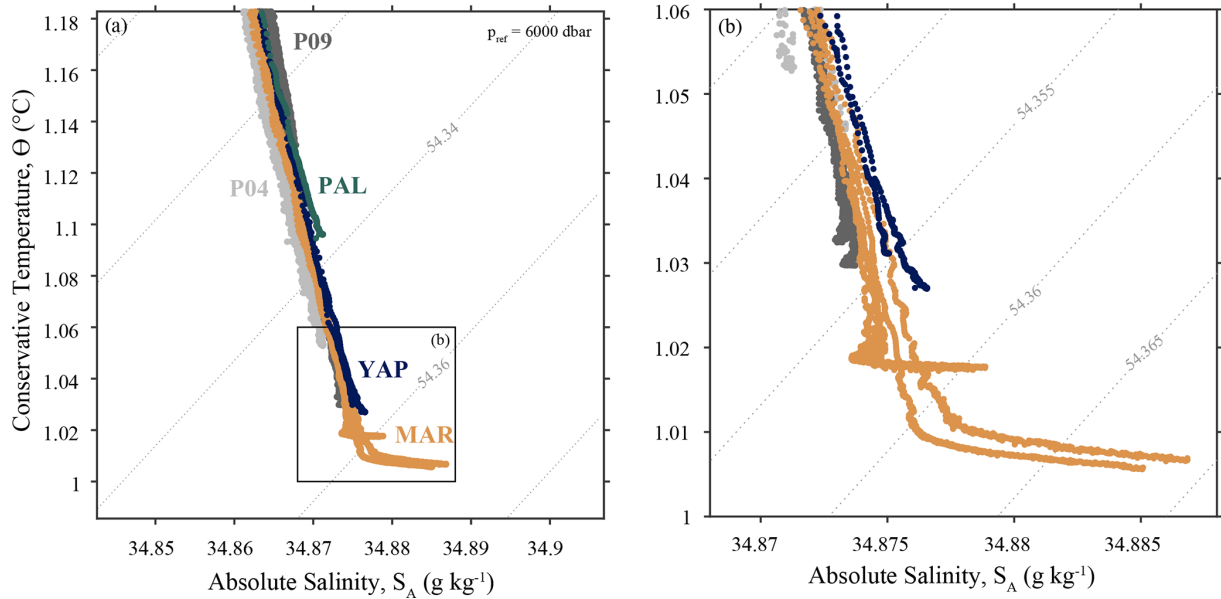 (a)
p_ref = 6000 dbar
P09
P04
PAL
YAP
MAR
(b)
54.34
54.36
1.18
1.16
1.14
1.12
1.1
1.08
1.06
1.04
1.02
1
34.85 34.86 34.87 34.88 34.89 34.9
Conservative Temperature, Θ (°C)
Absolute Salinity, S_A (g kg⁻¹)
(b)
54.355
54.36
54.365
1.06
1.05
1.04
1.03
1.02
1.01
1
34.87 34.875 34.88 34.885
Absolute Salinity, S_A (g kg⁻¹)